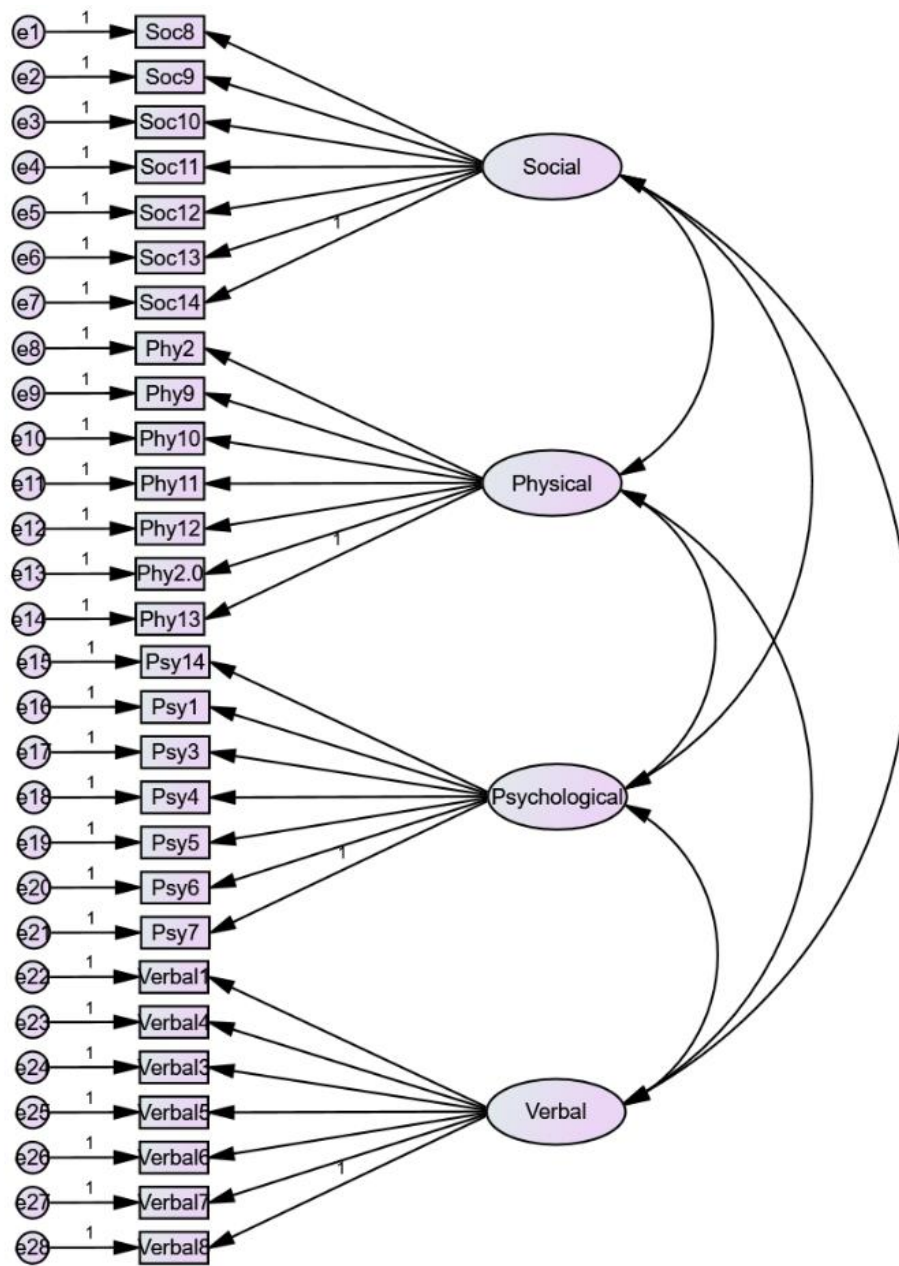 e1 1 Soc8
e2 1 Soc9
e3 1 Soc10
e4 1 Soc11 Social
e5 1 Soc12
1
e6 1 Soc13
e7 1 Soc14
e8 1 Phy2
e9 1 Phy9
e10 1 Phy10
e11 1 Phy11 Physical
e12 1 Phy12
1
e13 1 Phy2.0
e14 1 Phy13
e15 1 Psy14
e16 1 Psy1
e17 1 Psy3
e18 1 Psy4 Psychological
e19 1 Psy5
1
e20 1 Psy6
e21 1 Psy7
e22 1 Verbal1
e23 1 Verbal4
e24 1 Verbal3
e25 1 Verbal5 Verbal
e26 1 Verbal6
1
e27 1 Verbal7
e28 1 Verbal8